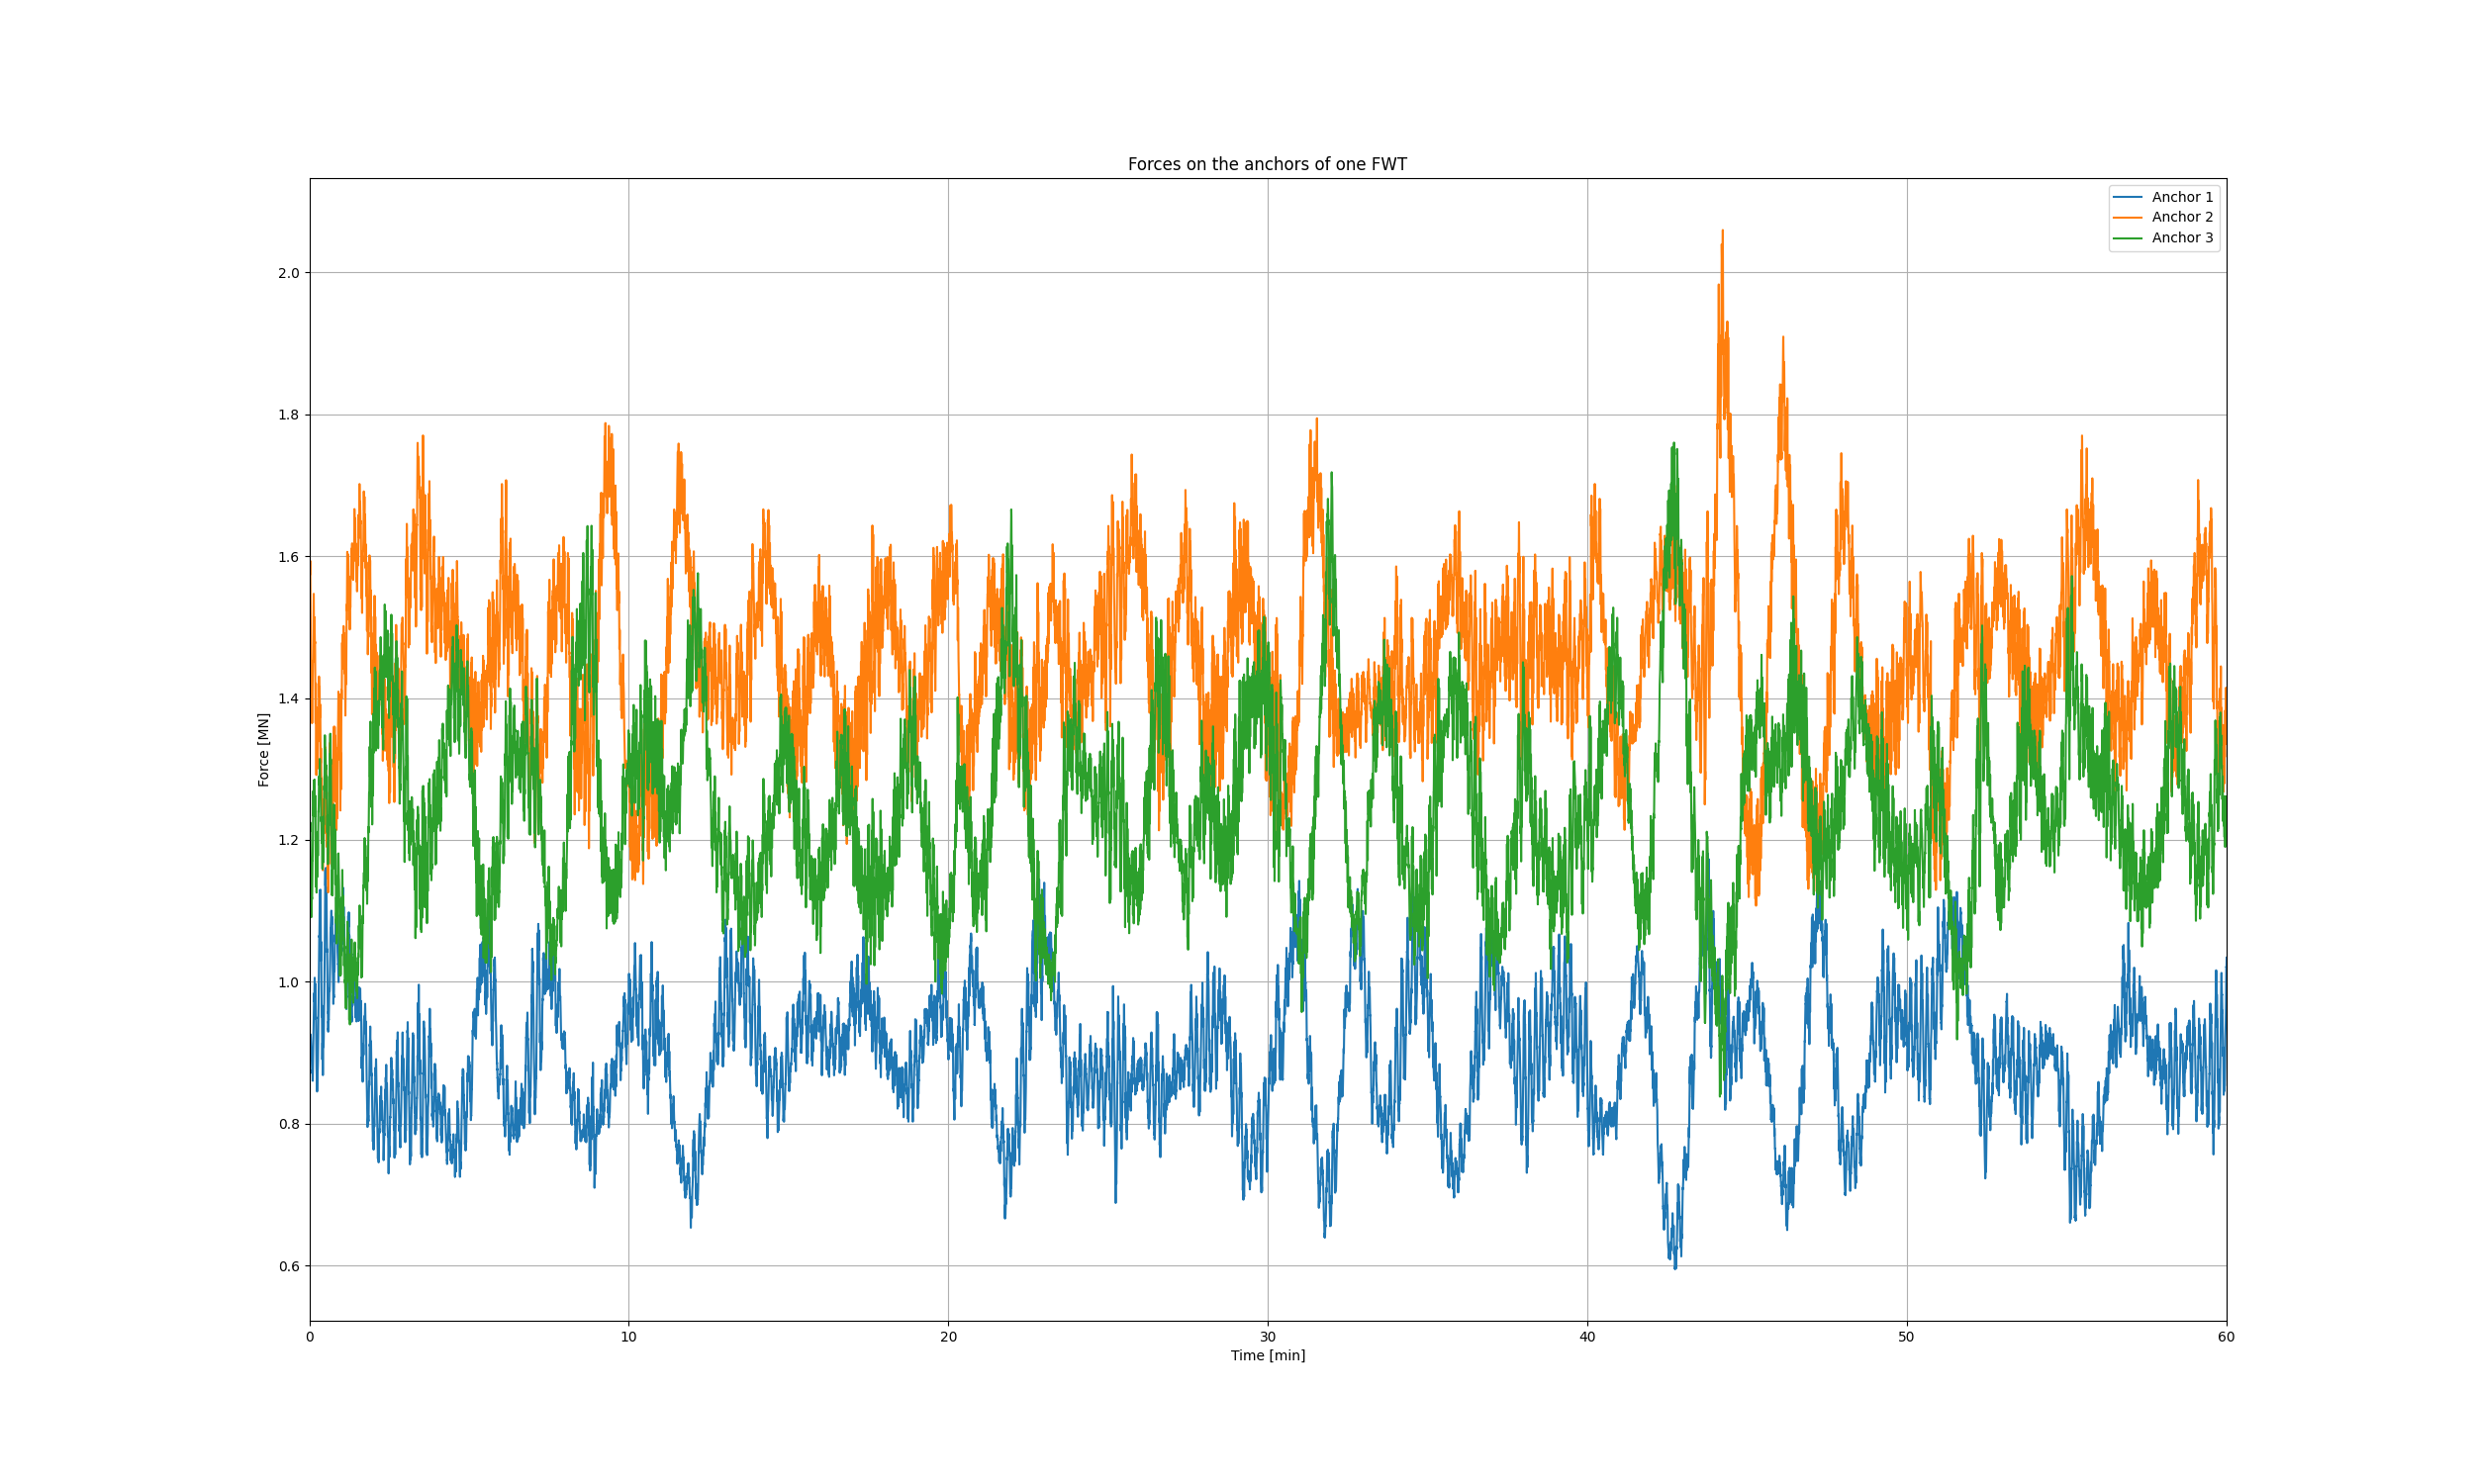 Forces on the anchors of one FWT
Anchor 1
Anchor 2
Anchor 3
Force [MN]
2.0
1.8
1.6
1.4
1.2
1.0
0.8
0.6
0 10 20 30 40 50 60
Time [min]